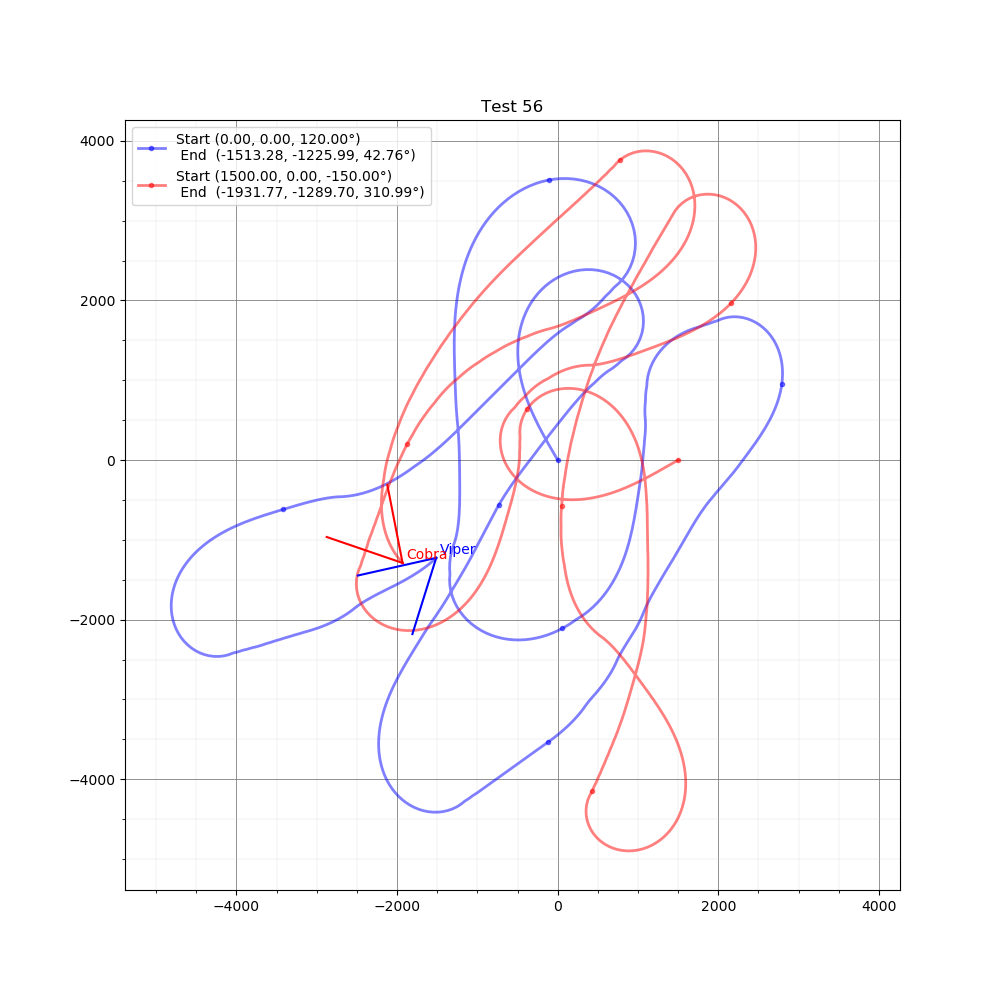 Test 56
Start (0.00, 0.00, 120.00°)
End (-1513.28, -1225.99, 42.76°)
Start (1500.00, 0.00, -150.00°)
End (-1931.77, -1289.70, 310.99°)
4000
2000
0
−2000
−4000
Viper
Cobra
−4000 −2000 0 2000 4000